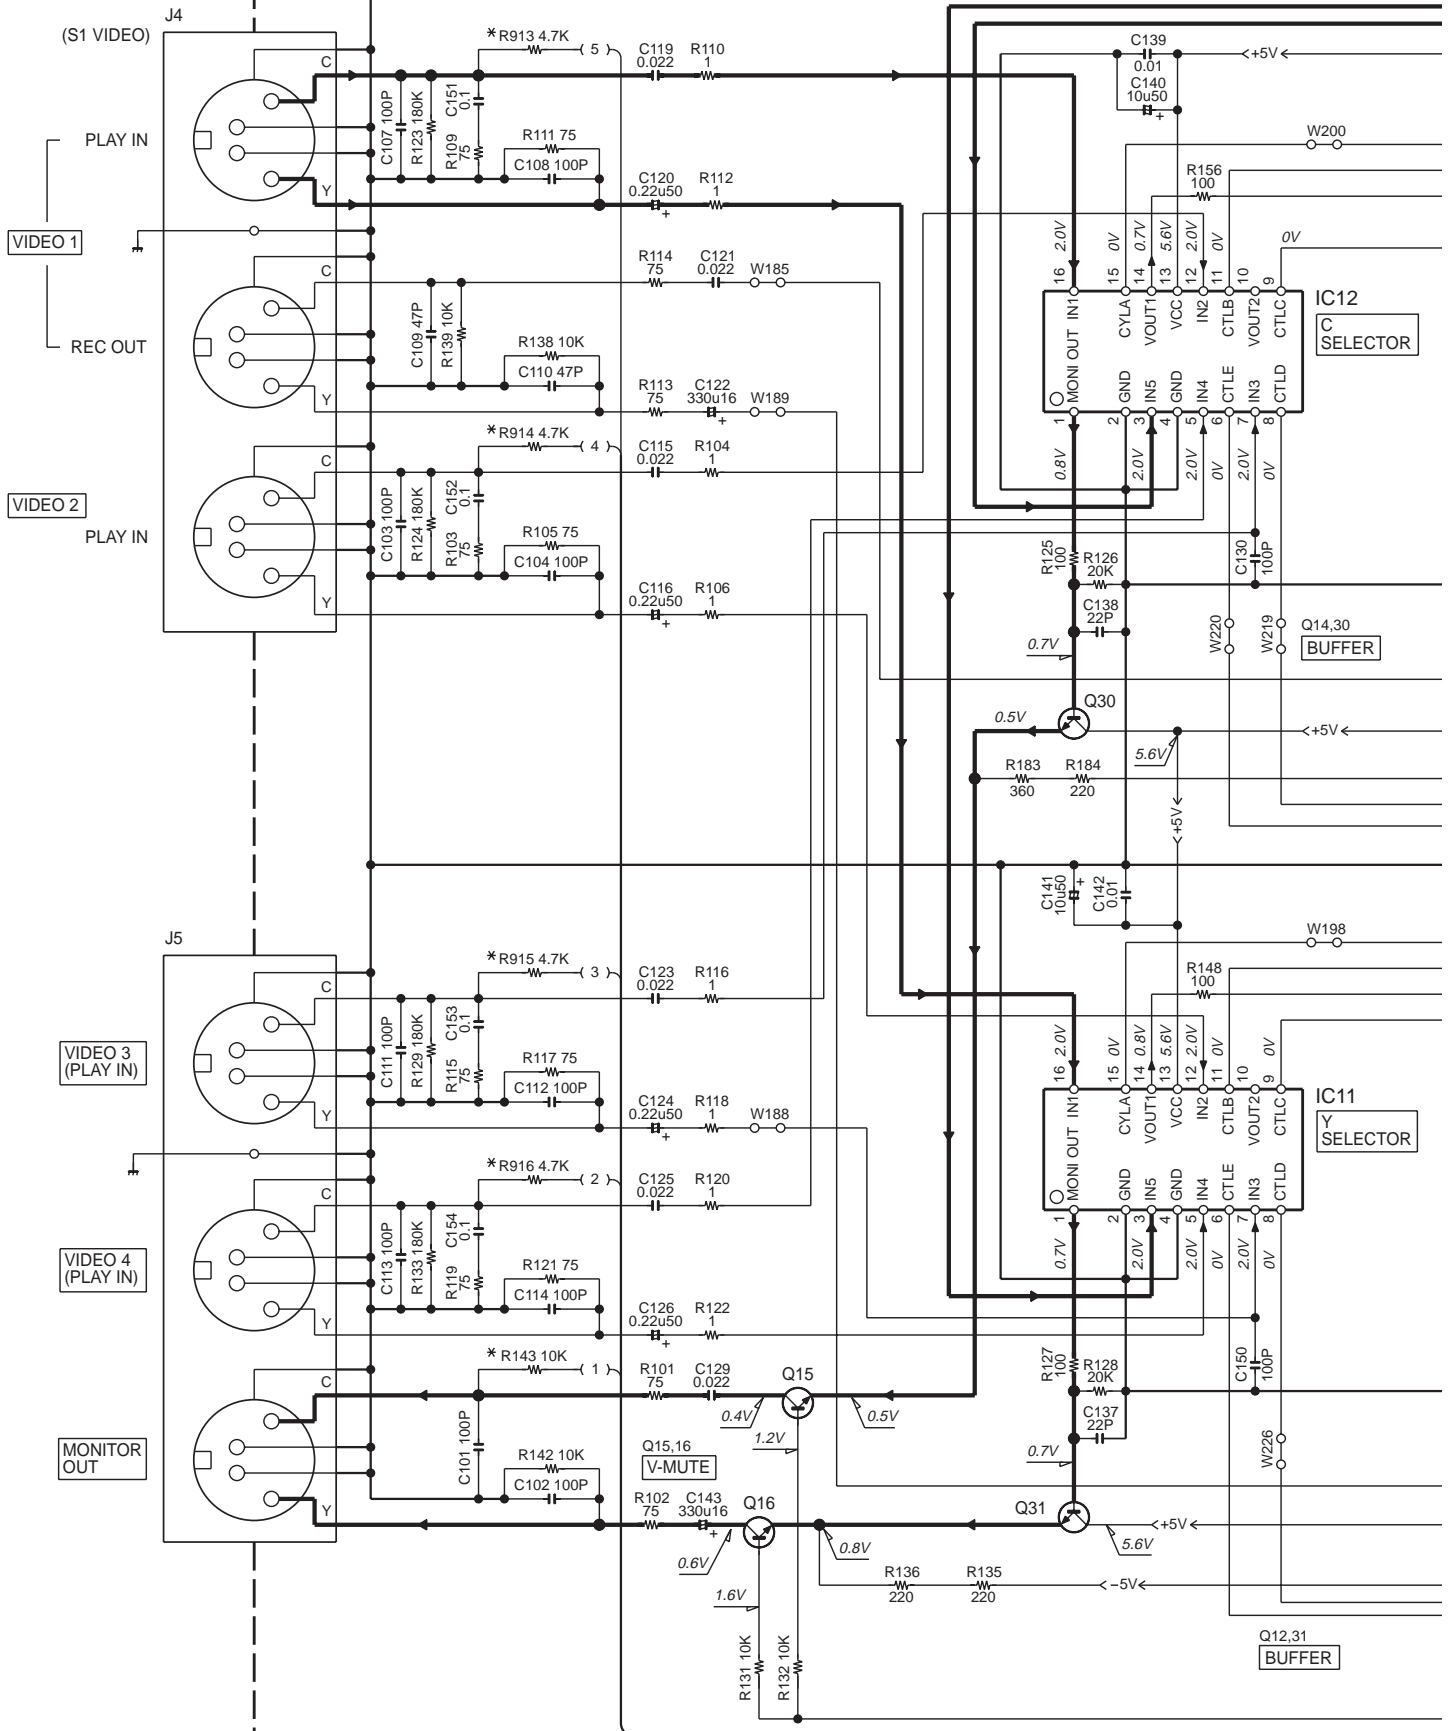 J4
(S1 VIDEO)
PLAY IN
VIDEO 1
REC OUT
VIDEO 2
PLAY IN
C
Y
C
Y
C
Y
* R913 4.7K
( 5 )
C107 100P
R123 180K
C151
0.1
R109
75
R111 75
C108 100P
C119
0.022
R110
1
C120
0.22u50
+
R112
1
R114
75
C121
0.022
W185
C109 47P
R139 10K
R138 10K
C110 47P
R113
75
C122
330u16
+
W189
* R914 4.7K
( 4 )
C115
0.022
R104
1
C103 100P
R124 180K
C152
0.1
R103
75
R105 75
C104 100P
C116
0.22u50
+
R106
1
C139
0.01
C140
10u50
+
+5V
W200
R156
100
2.0V
0V
0.7V
5.6V
2.0V
0V
0V
16
15
14
13
12
11
10
9
IN1
CYLA
VOUT1
VCC
IN2
CTLB
VOUT2
CTLC
MONI OUT
GND
IN5
GND
IN4
CTLE
IN3
CTLD
1
2
3
4
5
6
7
8
0.8V
2.0V
2.0V
0V
2.0V
0V
IC12
C
SELECTOR
R125
100
R126
20K
C138
22P
C130
100P
0.7V
W220
W219
Q14,30
BUFFER
Q30
0.5V
5.6V
+5V
R183
360
R184
220
+5V
C141
10u50
+
C142
0.01
J5
VIDEO 3
(PLAY IN)
VIDEO 4
(PLAY IN)
MONITOR
OUT
C
Y
C
Y
C
Y
* R915 4.7K
( 3 )
C123
0.022
R116
1
C111 100P
R129 180K
C153
0.1
R115
75
R117 75
C112 100P
C124
0.22u50
+
R118
1
W188
* R916 4.7K
( 2 )
C125
0.022
R120
1
C113 100P
R133 180K
C154
0.1
R119
75
R121 75
C114 100P
C126
0.22u50
+
R122
1
* R143 10K
( 1 )
R101
75
C129
0.022
Q15
0.4V
0.5V
1.2V
C101 100P
R142 10K
C102 100P
Q15,16
V-MUTE
R102
75
C143
330u16
+
Q16
0.6V
0.8V
1.6V
R131 10K
R132 10K
R136
220
R135
220
−5V
W198
R148
100
2.0V
0V
0.8V
5.6V
2.0V
0V
0V
16
15
14
13
12
11
10
9
IN1
CYLA
VOUT1
VCC
IN2
CTLB
VOUT2
CTLC
MONI OUT
GND
IN5
GND
IN4
CTLE
IN3
CTLD
1
2
3
4
5
6
7
8
0.7V
2.0V
2.0V
0V
2.0V
0V
IC11
Y
SELECTOR
R127
100
R128
20K
C137
22P
C150
100P
0.7V
W226
Q31
+5V
5.6V
Q12,31
BUFFER